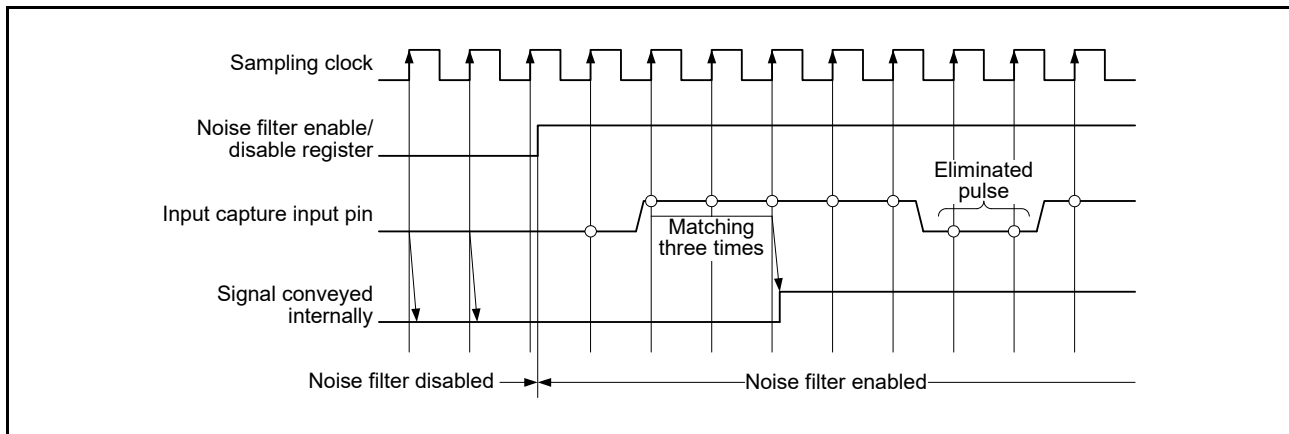 Sampling clock
Noise filter enable/
disable register
Input capture input pin
Eliminated
pulse
Matching
three times
Signal conveyed
internally
Noise filter disabled
Noise filter enabled